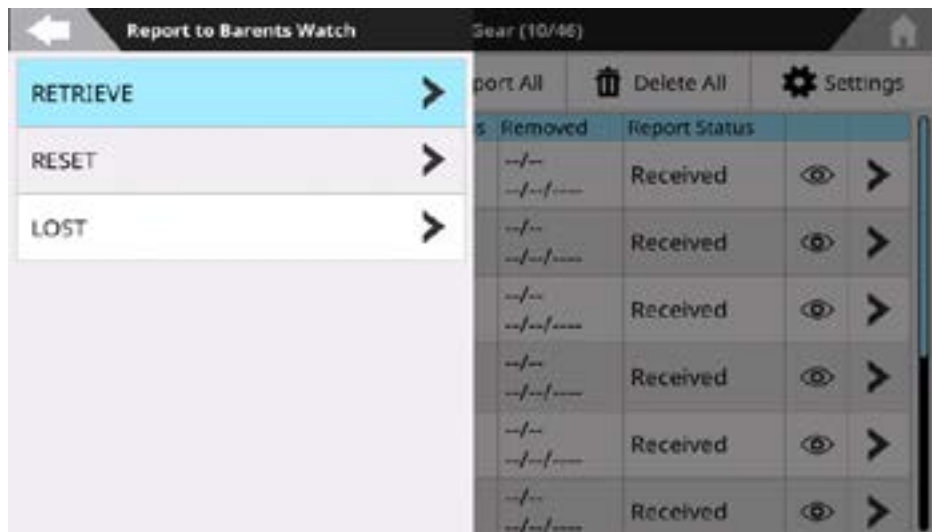 Report to Barents Watch
Gear (10/46)
RETRIEVE
RESET
LOST
port All
Delete All
Settings
s Removed Report Status
--/--
--/--/----
Received
--/--
--/--/----
Received
--/--
--/--/----
Received
--/--
--/--/----
Received
--/--
--/--/----
Received
--/--
--/--/----
Received